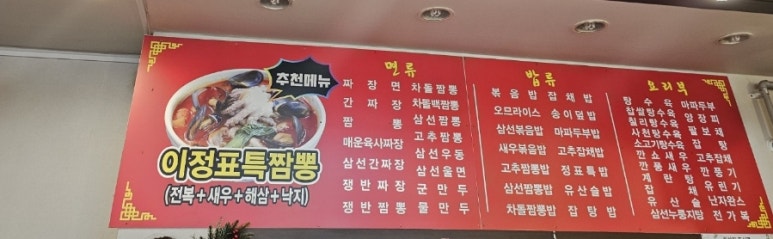 추천메뉴
이정표특짬뽕
(전복+새우+해삼+낙지)
면류
짜장면 차돌짬뽕
간짜장 차돌백짬뽕
짬뽕 삼선짬뽕
매운육사짜장 고추짬뽕
삼선간짜장 삼선우동
쟁반짜장 삼선울면
쟁반짬뽕 군만두
물만두
밥류
볶음밥 잡채밥
오므라이스 송이덮밥
삼선볶음밥 마파두부밥
새우볶음밥 고추잡채밥
고추짬뽕밥 정표특밥
삼선짬뽕밥 유산슬밥
차돌짬뽕밥 잡탕밥
요리부
탕수육 마파두부
찹쌀탕수육 양장피
칠리탕수육 팔보채
사천탕수육 잡탕
소고기탕수육 고추잡채
깐쇼새우 깐풍기
깐풍새우 유린기
계란탕 난자완스
잡채 전가복
유산슬
삼선누룽지탕